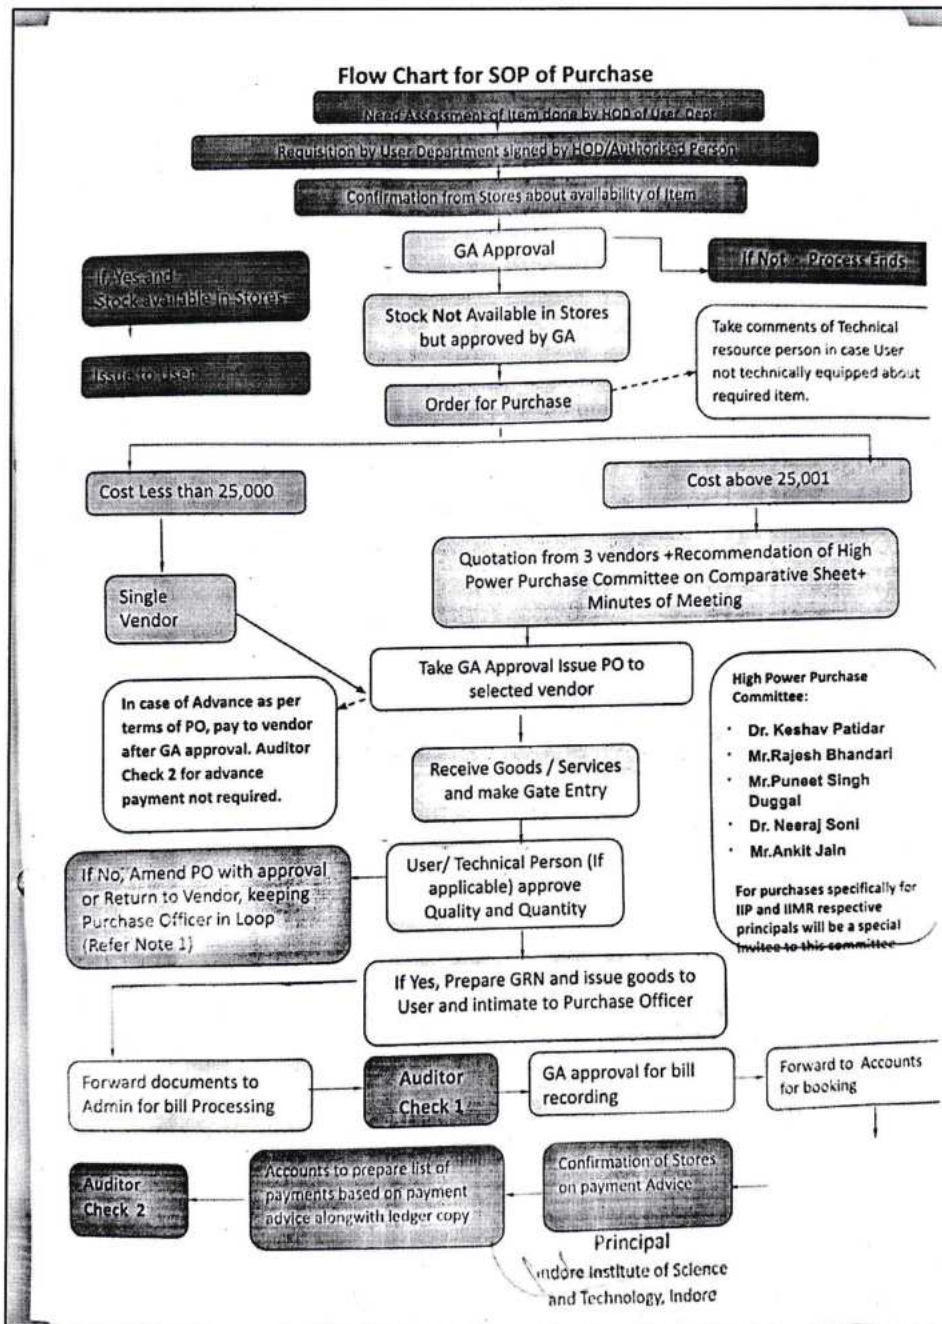 Flow Chart for SOP of Purchase
Need Assessment of Item done by HOD of User Dept
Requisition by User Department signed by HOD/Authorised Person
Confirmation from Stores about availability of Item
GA Approval
If Not - Process Ends
If Yes and
Stock available in Stores
Issue to User
Stock Not Available in Stores
but approved by GA
Take comments of Technical
resource person in case User
not technically equipped about
required item.
Order for Purchase
Cost Less than 25,000
Cost above 25,001
Quotation from 3 vendors +Recommendation of High
Power Purchase Committee on Comparative Sheet+
Minutes of Meeting
Single
Vendor
Take GA Approval Issue PO to
selected vendor
In case of Advance as per
terms of PO, pay to vendor
after GA approval. Auditor
Check 2 for advance
payment not required.
High Power Purchase
Committee:
· Dr. Keshav Patidar
· Mr.Rajesh Bhandari
· Mr.Puneet Singh
Duggal
· Dr. Neeraj Soni
· Mr.Ankit Jain
For purchases specifically for
IIP and IIMR respective
principals will be a special
invitee to this committee
Receive Goods / Services
and make Gate Entry
User/ Technical Person (If
applicable) approve
Quality and Quantity
If No, Amend PO with approval
or Return to Vendor, keeping
Purchase Officer in Loop
(Refer Note 1)
If Yes, Prepare GRN and issue goods to
User and intimate to Purchase Officer
Forward documents to
Admin for bill Processing
Auditor
Check 1
GA approval for bill
recording
Forward to Accounts
for booking
Confirmation of Stores
on payment Advice
Accounts to prepare list of
payments based on payment
advice alongwith ledger copy
Auditor
Check 2
Principal
Indore Institute of Science
and Technology, Indore